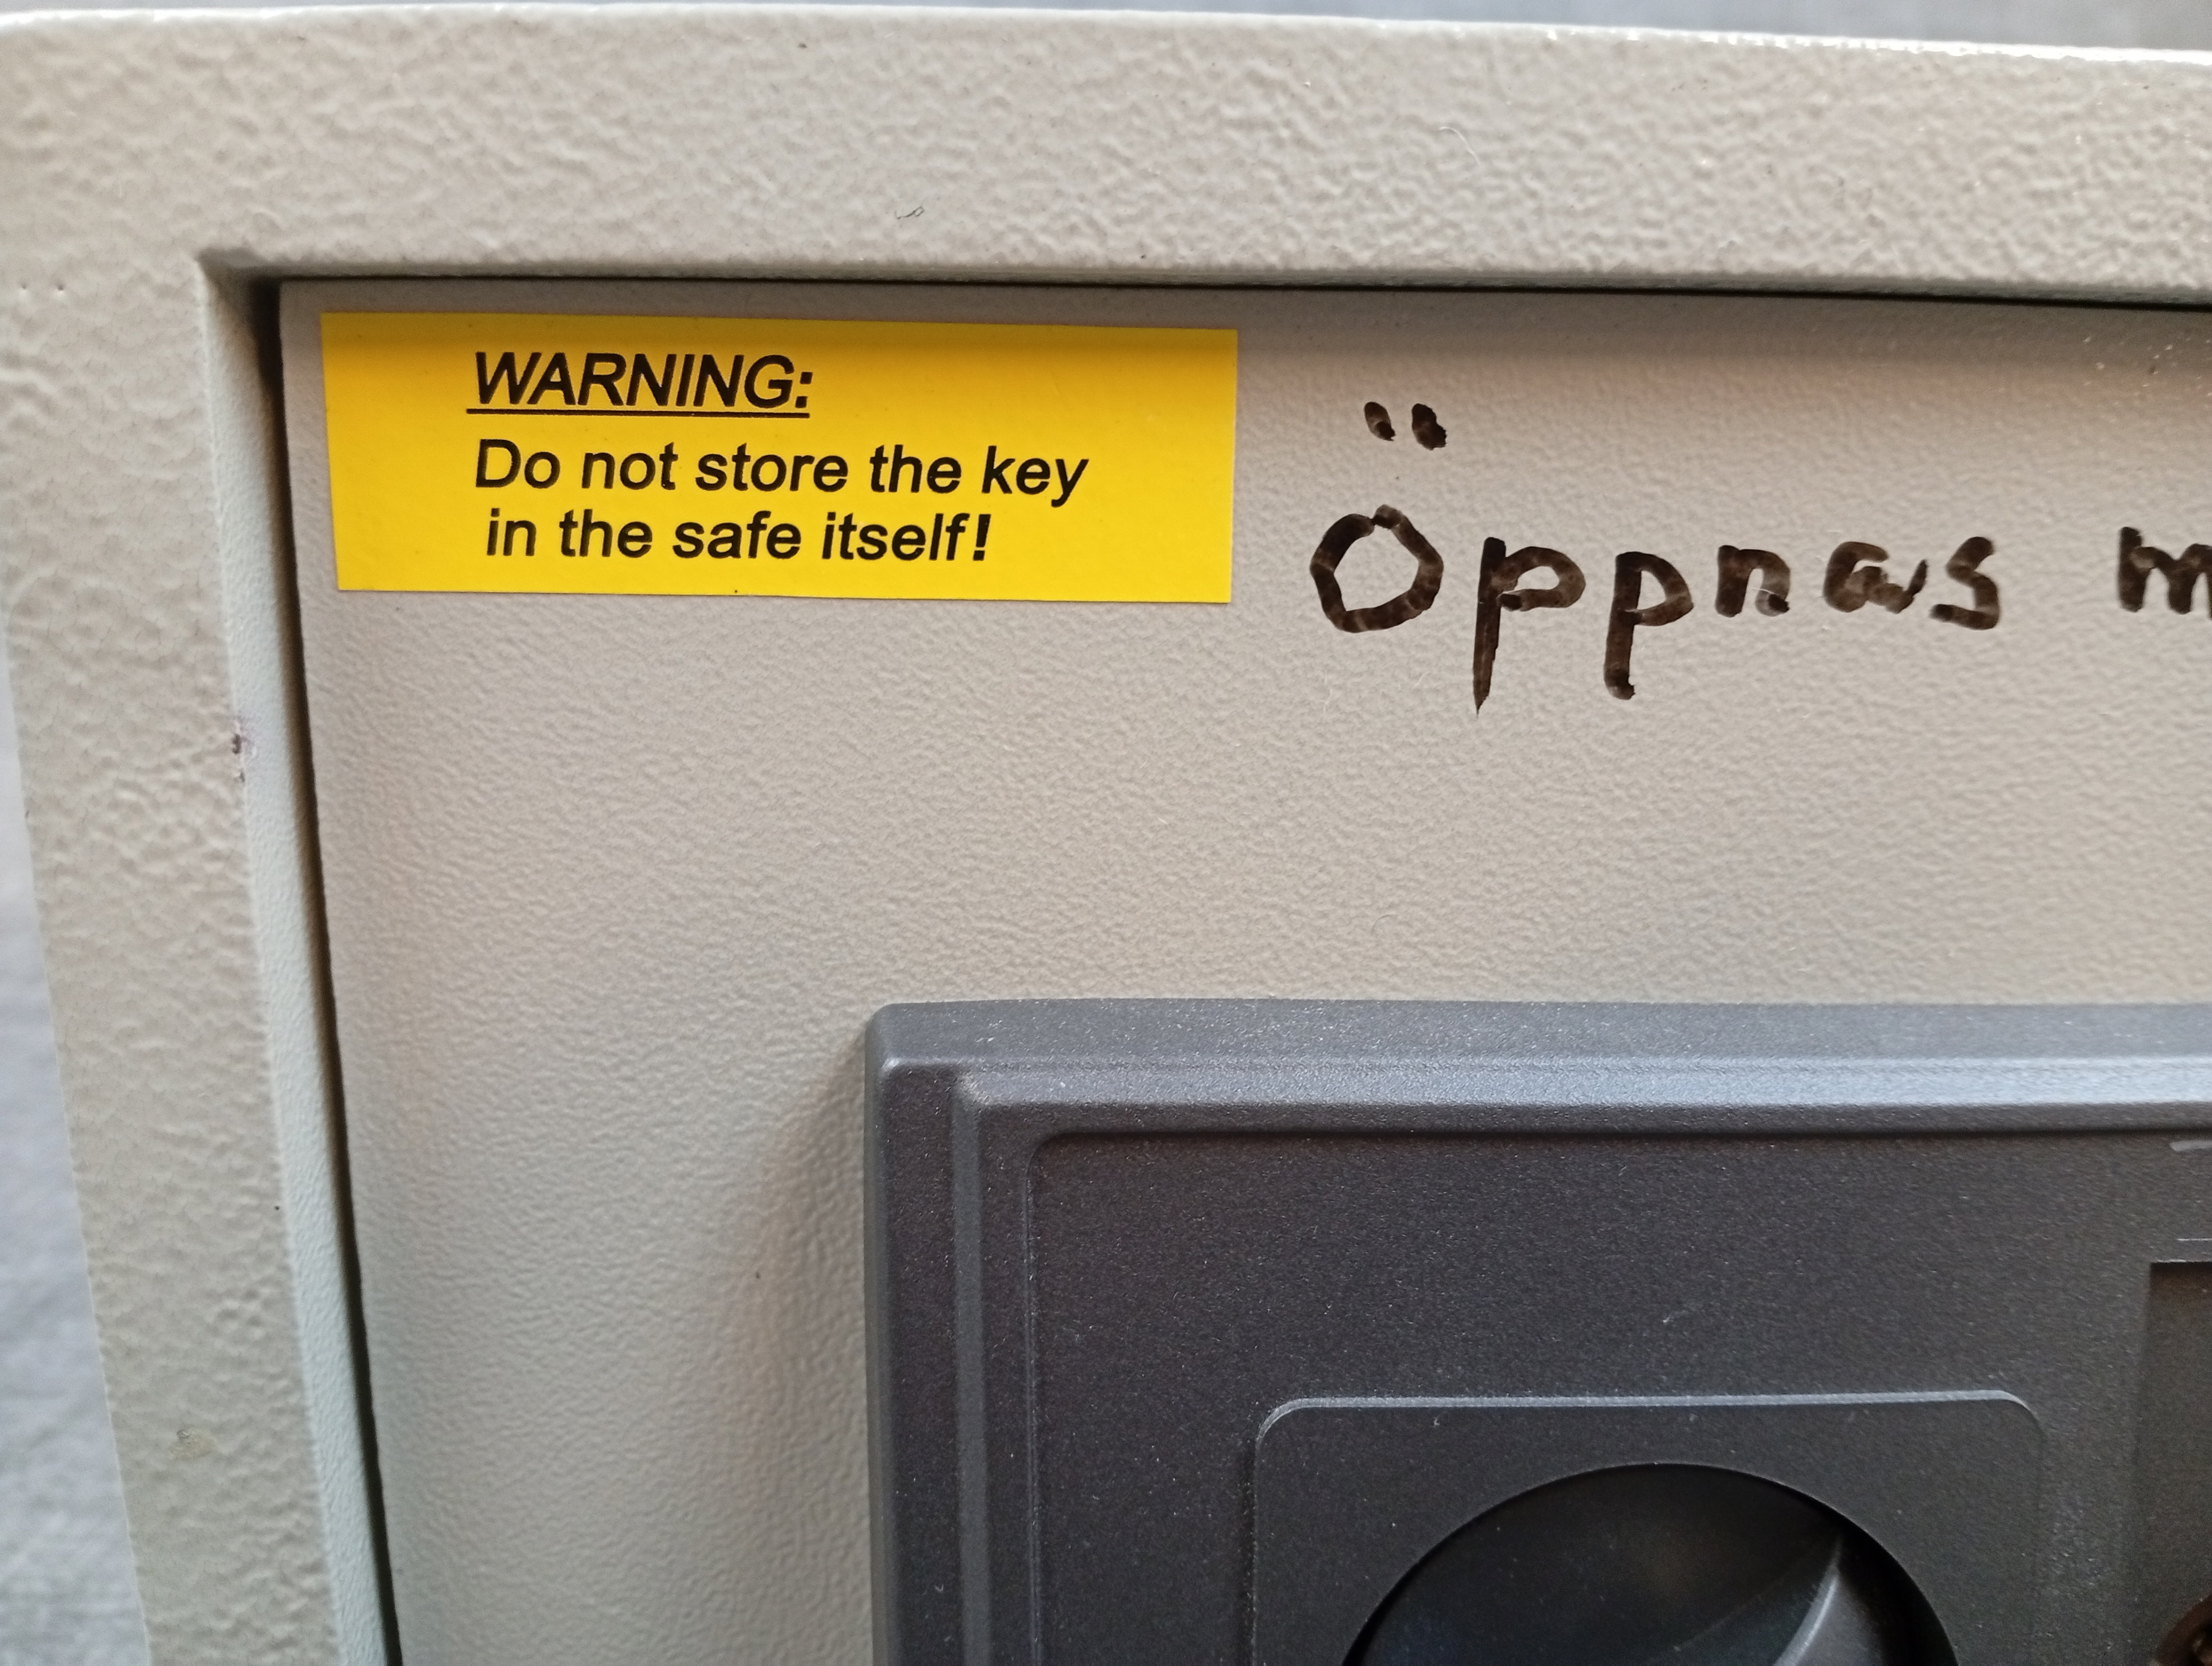 WARNING:
Do not store the key
in the safe itself!
Öppnas